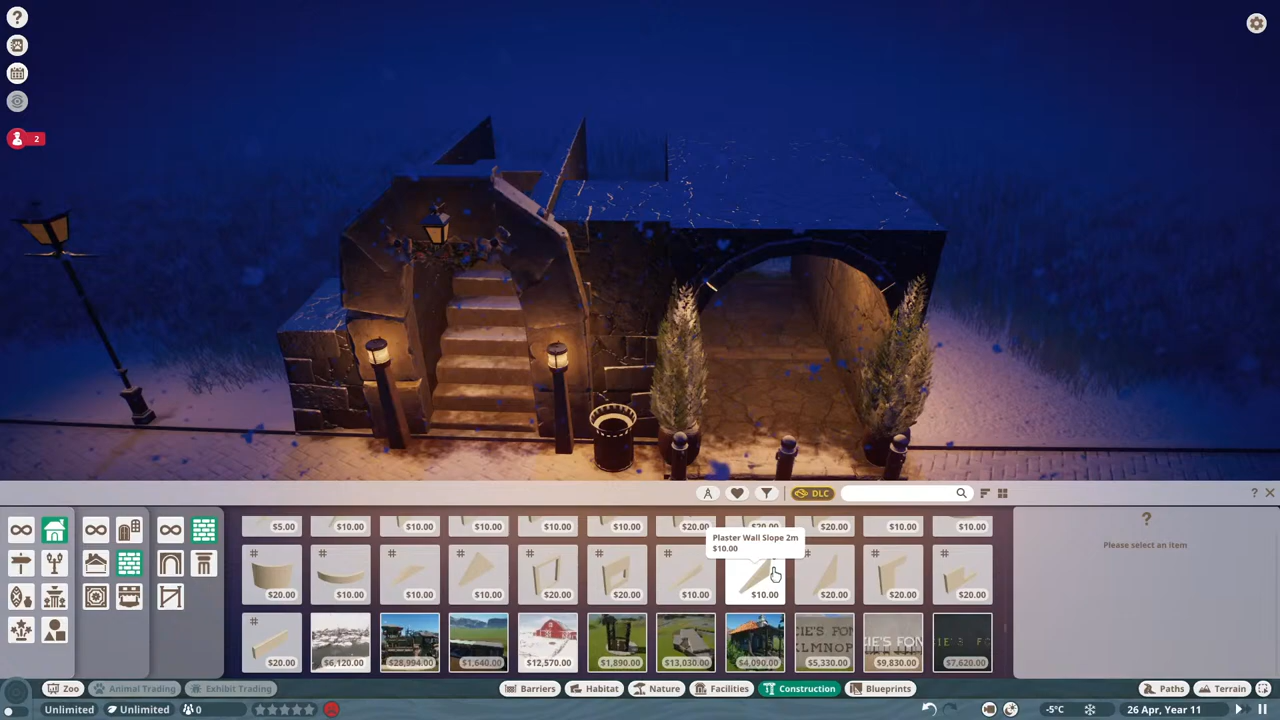 ?
2
DLC
?
$5.00 $10.00 $10.00 $10.00 $10.00 $10.00 $20.00 $20.00 $20.00 $10.00 $10.00
Plaster Wall Slope 2m
$10.00
?
Please select an item
# # # # # # # # # #
$20.00 $10.00 $10.00 $10.00 $20.00 $20.00 $10.00 $10.00 $20.00 $20.00 $20.00
#
$20.00 $6,120.00 $28,994.00 $1,640.00 $12,570.00 $1,890.00 $13,030.00 $4,090.00 $5,330.00 $9,830.00 $7,620.00
Zoo Animal Trading Exhibit Trading Barriers Habitat Nature Facilities Construction Blueprints Paths Terrain
Unlimited Unlimited 0 -5°C 26 Apr, Year 11